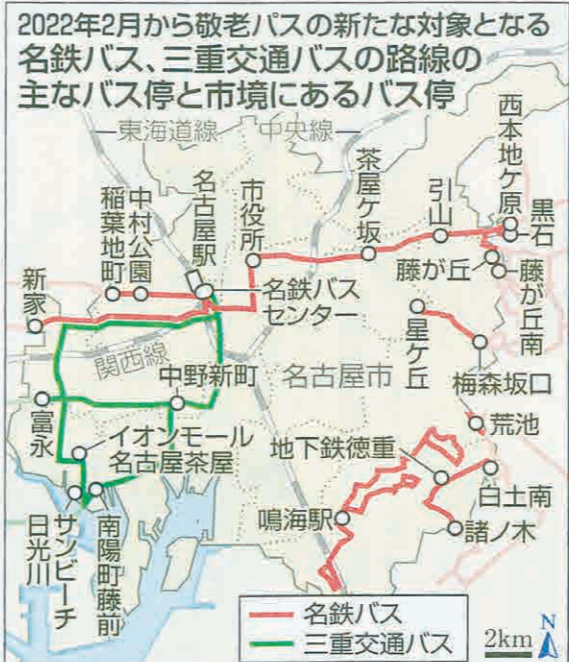 2022年2月から敬老パスの新たな対象となる
名鉄バス、三重交通バスの路線の
主なバス停と市境にあるバス停
東海道線
中央線
西本地ケ原
黒石
茶屋ケ坂
引山
市役所
名古屋駅
中村公園
稲葉地町
新家
藤が丘
藤が丘南
名鉄バス
センター
星ケ丘
関西線
中野新町
名古屋市
梅森坂口
荒池
富永
イオンモール
名古屋茶屋
地下鉄徳重
白土南
鳴海駅
諸ノ木
サンビーチ
日光川
南陽町藤前
名鉄バス
三重交通バス
2km
N